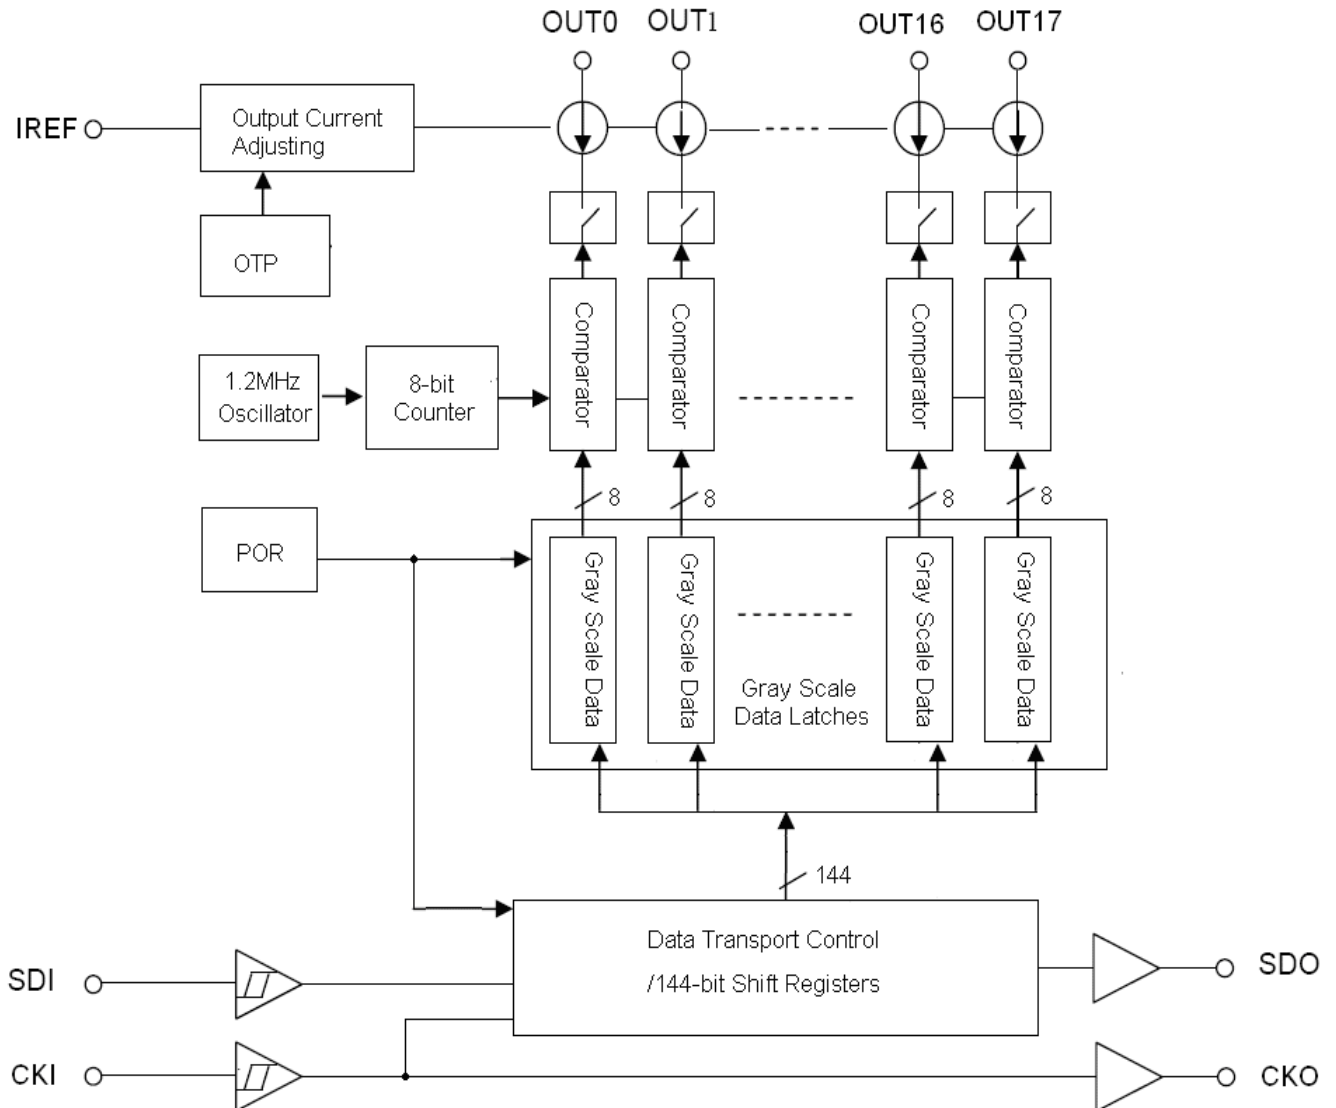 OUT0
OUT1
OUT16
OUT17
IREF
Output Current
Adjusting
OTP
Comparator
Comparator
Comparator
Comparator
1.2MHz
Oscillator
8-bit
Counter
8
8
8
8
POR
Gray Scale Data
Gray Scale Data
Gray Scale Data
Gray Scale Data
Gray Scale
Data Latches
144
Data Transport Control
/144-bit Shift Registers
SDI
SDO
CKI
CKO